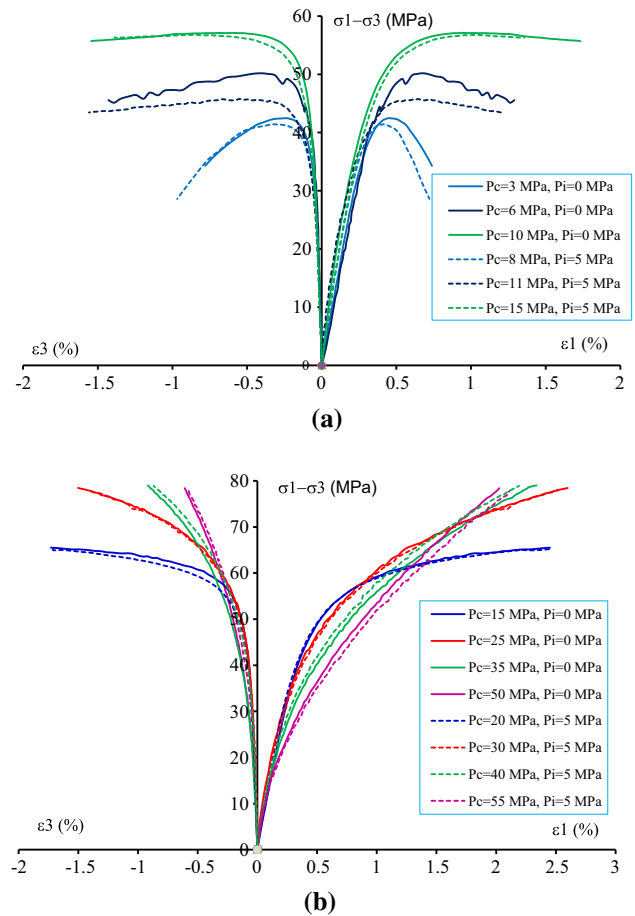 σ1−σ3 (MPa)
60
50
40
30
20
10
0
Pc=3 MPa, Pi=0 MPa
Pc=6 MPa, Pi=0 MPa
Pc=10 MPa, Pi=0 MPa
Pc=8 MPa, Pi=5 MPa
Pc=11 MPa, Pi=5 MPa
Pc=15 MPa, Pi=5 MPa
ε3 (%)
ε1 (%)
-2 -1.5 -1 -0.5 0 0.5 1 1.5 2
(a)
σ1−σ3 (MPa)
80
70
60
50
40
30
20
10
0
Pc=15 MPa, Pi=0 MPa
Pc=25 MPa, Pi=0 MPa
Pc=35 MPa, Pi=0 MPa
Pc=50 MPa, Pi=0 MPa
Pc=20 MPa, Pi=5 MPa
Pc=30 MPa, Pi=5 MPa
Pc=40 MPa, Pi=5 MPa
Pc=55 MPa, Pi=5 MPa
ε3 (%)
ε1 (%)
-2 -1.5 -1 -0.5 0 0.5 1 1.5 2 2.5 3
(b)